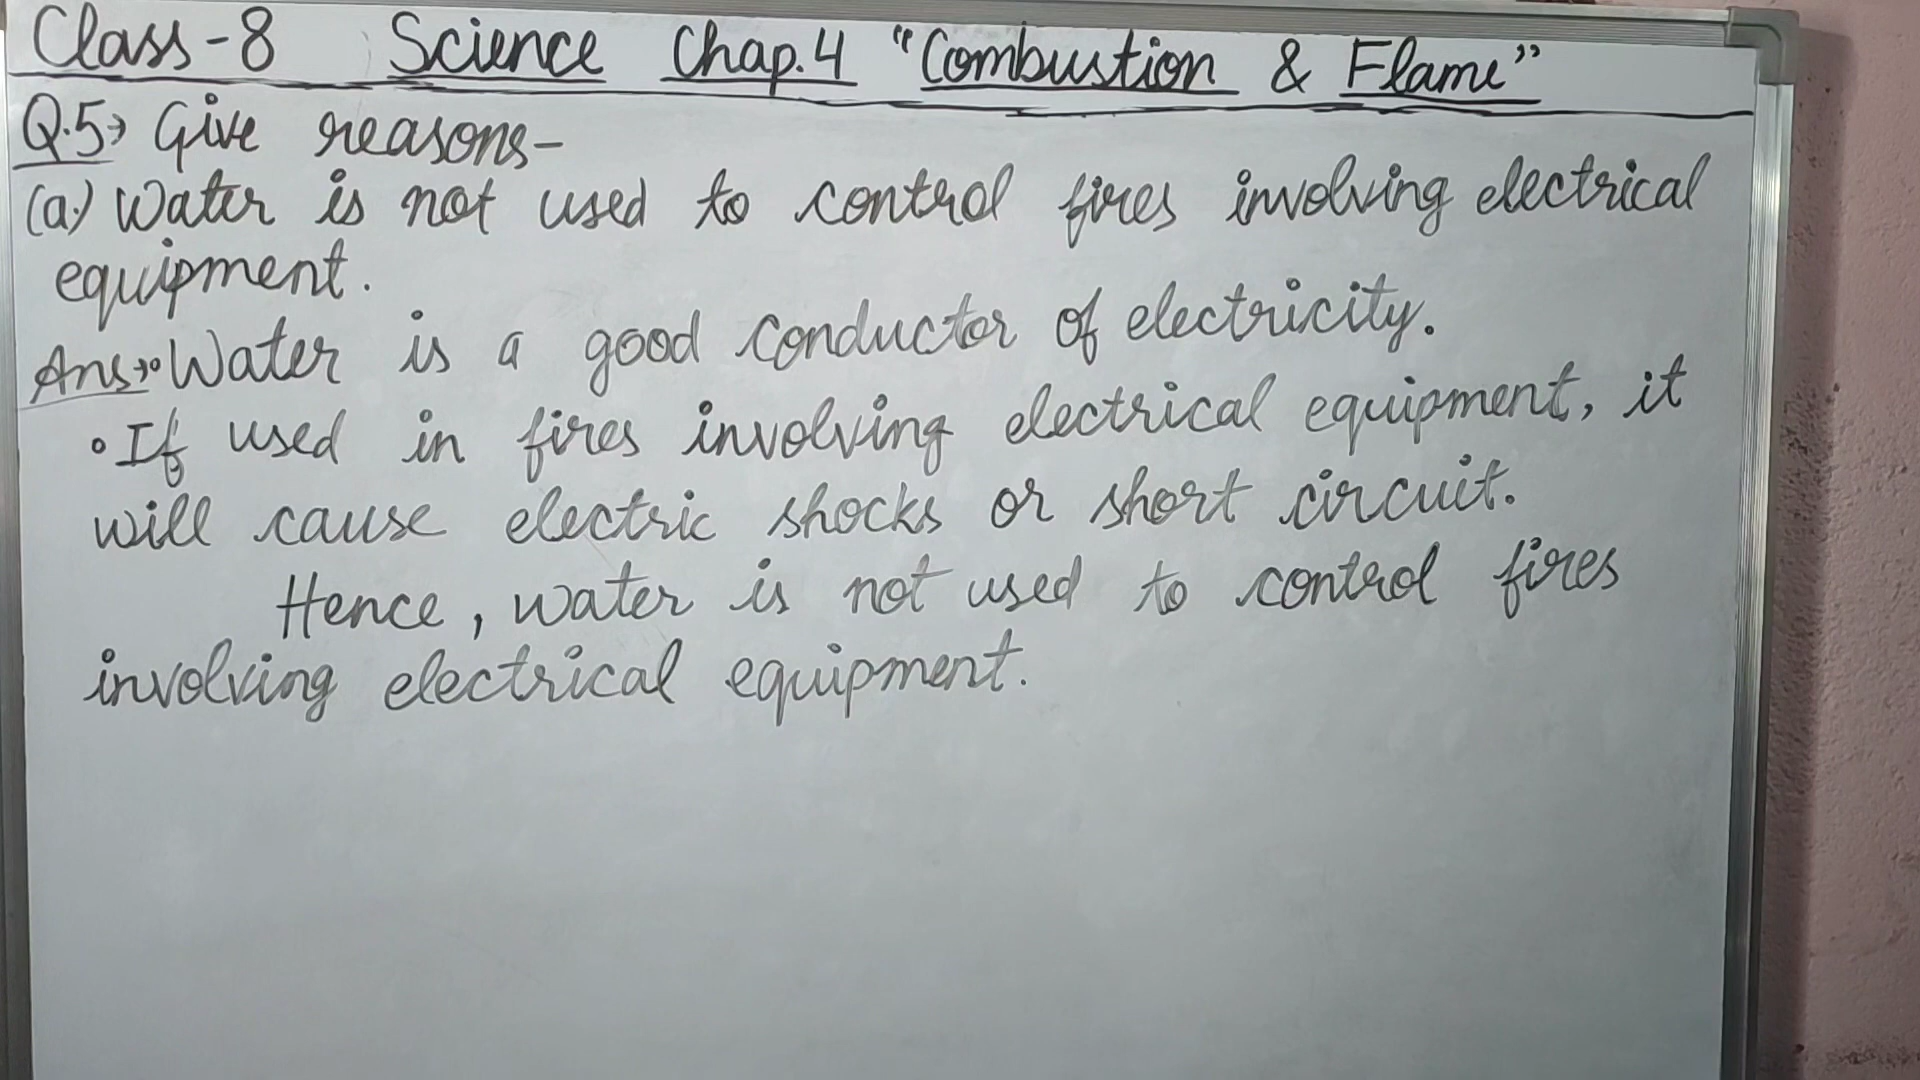 Class-8 Science Chap.4 "Combustion & Flame"
Q.5→ Give reasons-
(a.) Water is not used to control fires involving electrical
equipment.
Ans→• Water is a good conductor of electricity.
• If used in fires involving electrical equipment, it
will cause electric shocks or short circuit.
Hence, water is not used to control fires
involving electrical equipment.